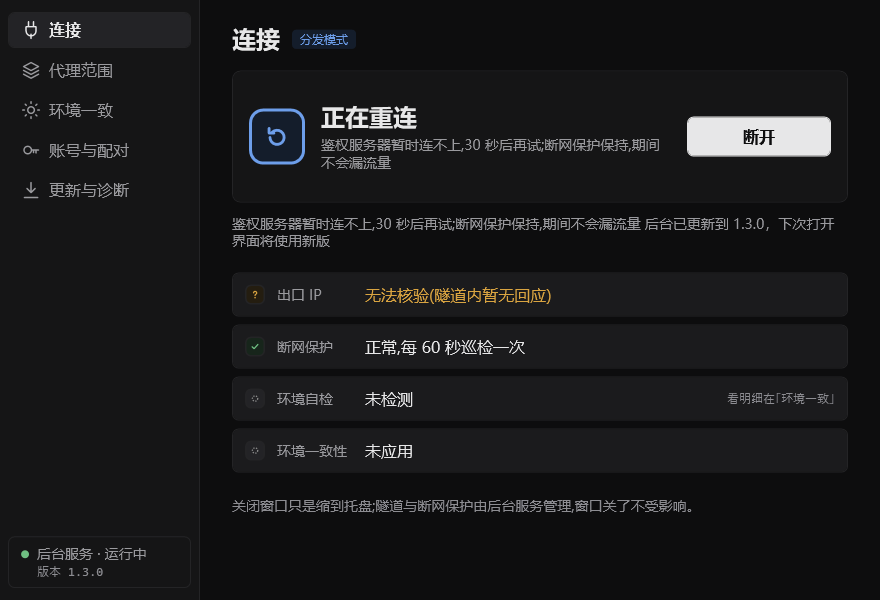 连接
代理范围
环境一致
账号与配对
更新与诊断
后台服务 · 运行中
版本 1.3.0
连接 分发模式
正在重连
鉴权服务器暂时连不上,30 秒后再试;断网保护保持,期间
不会漏流量
断开
鉴权服务器暂时连不上,30 秒后再试;断网保护保持,期间不会漏流量 后台已更新到 1.3.0，下次打开
界面将使用新版
? 出口 IP 无法核验(隧道内暂无回应)
断网保护 正常,每 60 秒巡检一次
环境自检 未检测 看明细在「环境一致」
环境一致性 未应用
关闭窗口只是缩到托盘;隧道与断网保护由后台服务管理,窗口关了不受影响。